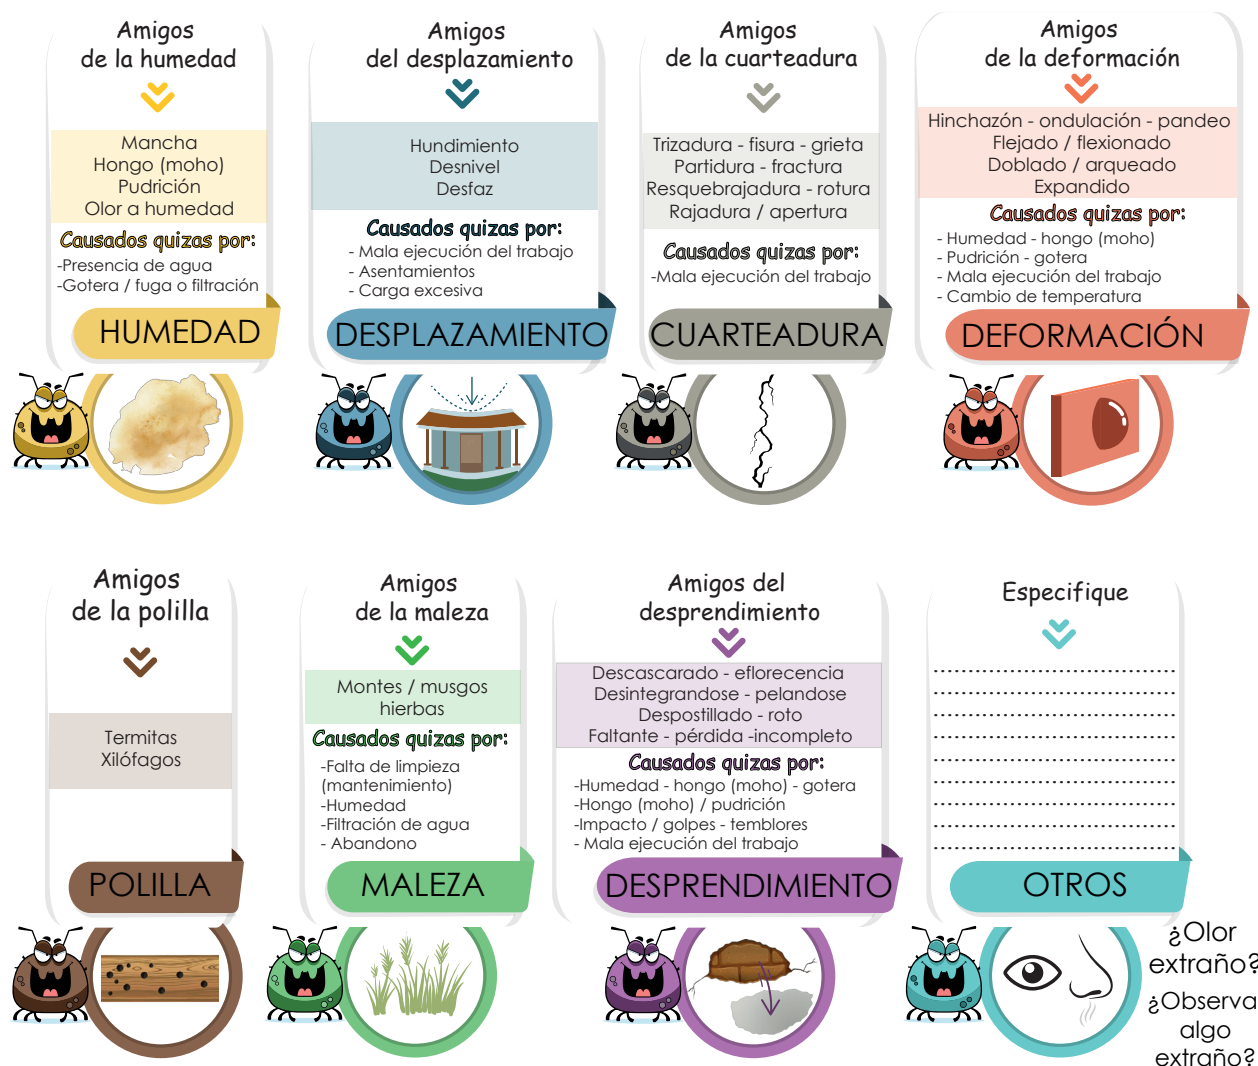 Amigos
de la humedad
Mancha
Hongo (moho)
Pudrición
Olor a humedad
Causados quizas por:
-Presencia de agua
-Gotera / fuga o filtración
HUMEDAD
Amigos
del desplazamiento
Hundimiento
Desnivel
Desfaz
Causados quizas por:
- Mala ejecución del trabajo
- Asentamientos
- Carga excesiva
DESPLAZAMIENTO
Amigos
de la cuarteadura
Trizadura - fisura - grieta
Partidura - fractura
Resquebrajadura - rotura
Rajadura / apertura
Causados quizas por:
-Mala ejecución del trabajo
CUARTEADURA
Amigos
de la deformación
Hinchazón - ondulación - pandeo
Flejado / flexionado
Doblado / arqueado
Expandido
Causados quizas por:
- Humedad - hongo (moho)
- Pudrición - gotera
- Mala ejecución del trabajo
- Cambio de temperatura
DEFORMACIÓN
Amigos
de la polilla
Termitas
Xilófagos
POLILLA
Amigos
de la maleza
Montes / musgos
hierbas
Causados quizas por:
-Falta de limpieza
(mantenimiento)
-Humedad
-Filtración de agua
- Abandono
MALEZA
Amigos del
desprendimiento
Descascarado - eflorecencia
Desintegrandose - pelandose
Despostillado - roto
Faltante - pérdida -incompleto
Causados quizas por:
-Humedad - hongo (moho) - gotera
-Hongo (moho) / pudrición
-Impacto / golpes - temblores
- Mala ejecución del trabajo
DESPRENDIMIENTO
Especifique
OTROS
¿Olor
extraño?
¿Observa
algo
extraño?